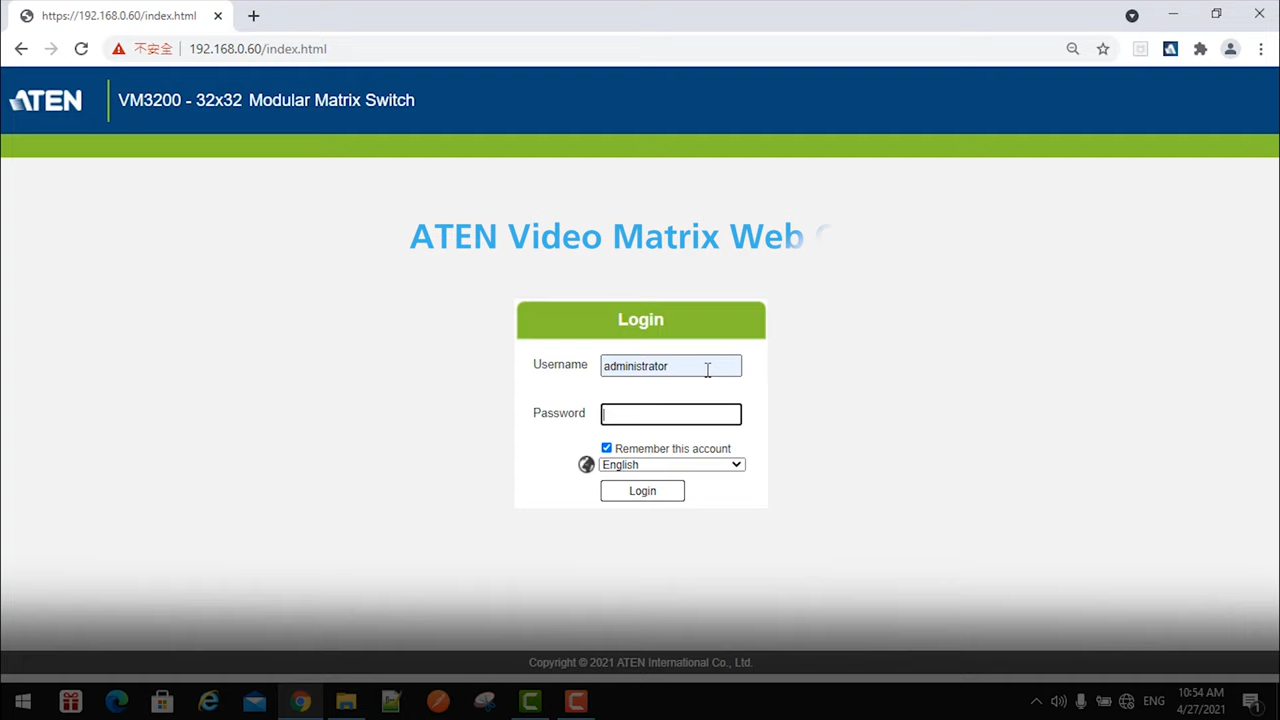 https://192.168.0.60/index.html
不安全
192.168.0.60/index.html
ATEN
VM3200 - 32x32 Modular Matrix Switch
ATEN Video Matrix Web
Login
Username
administrator
Password
Remember this account
English
Login
Copyright © 2021 ATEN International Co., Ltd.
ENG
10:54 AM
4/27/2021
1